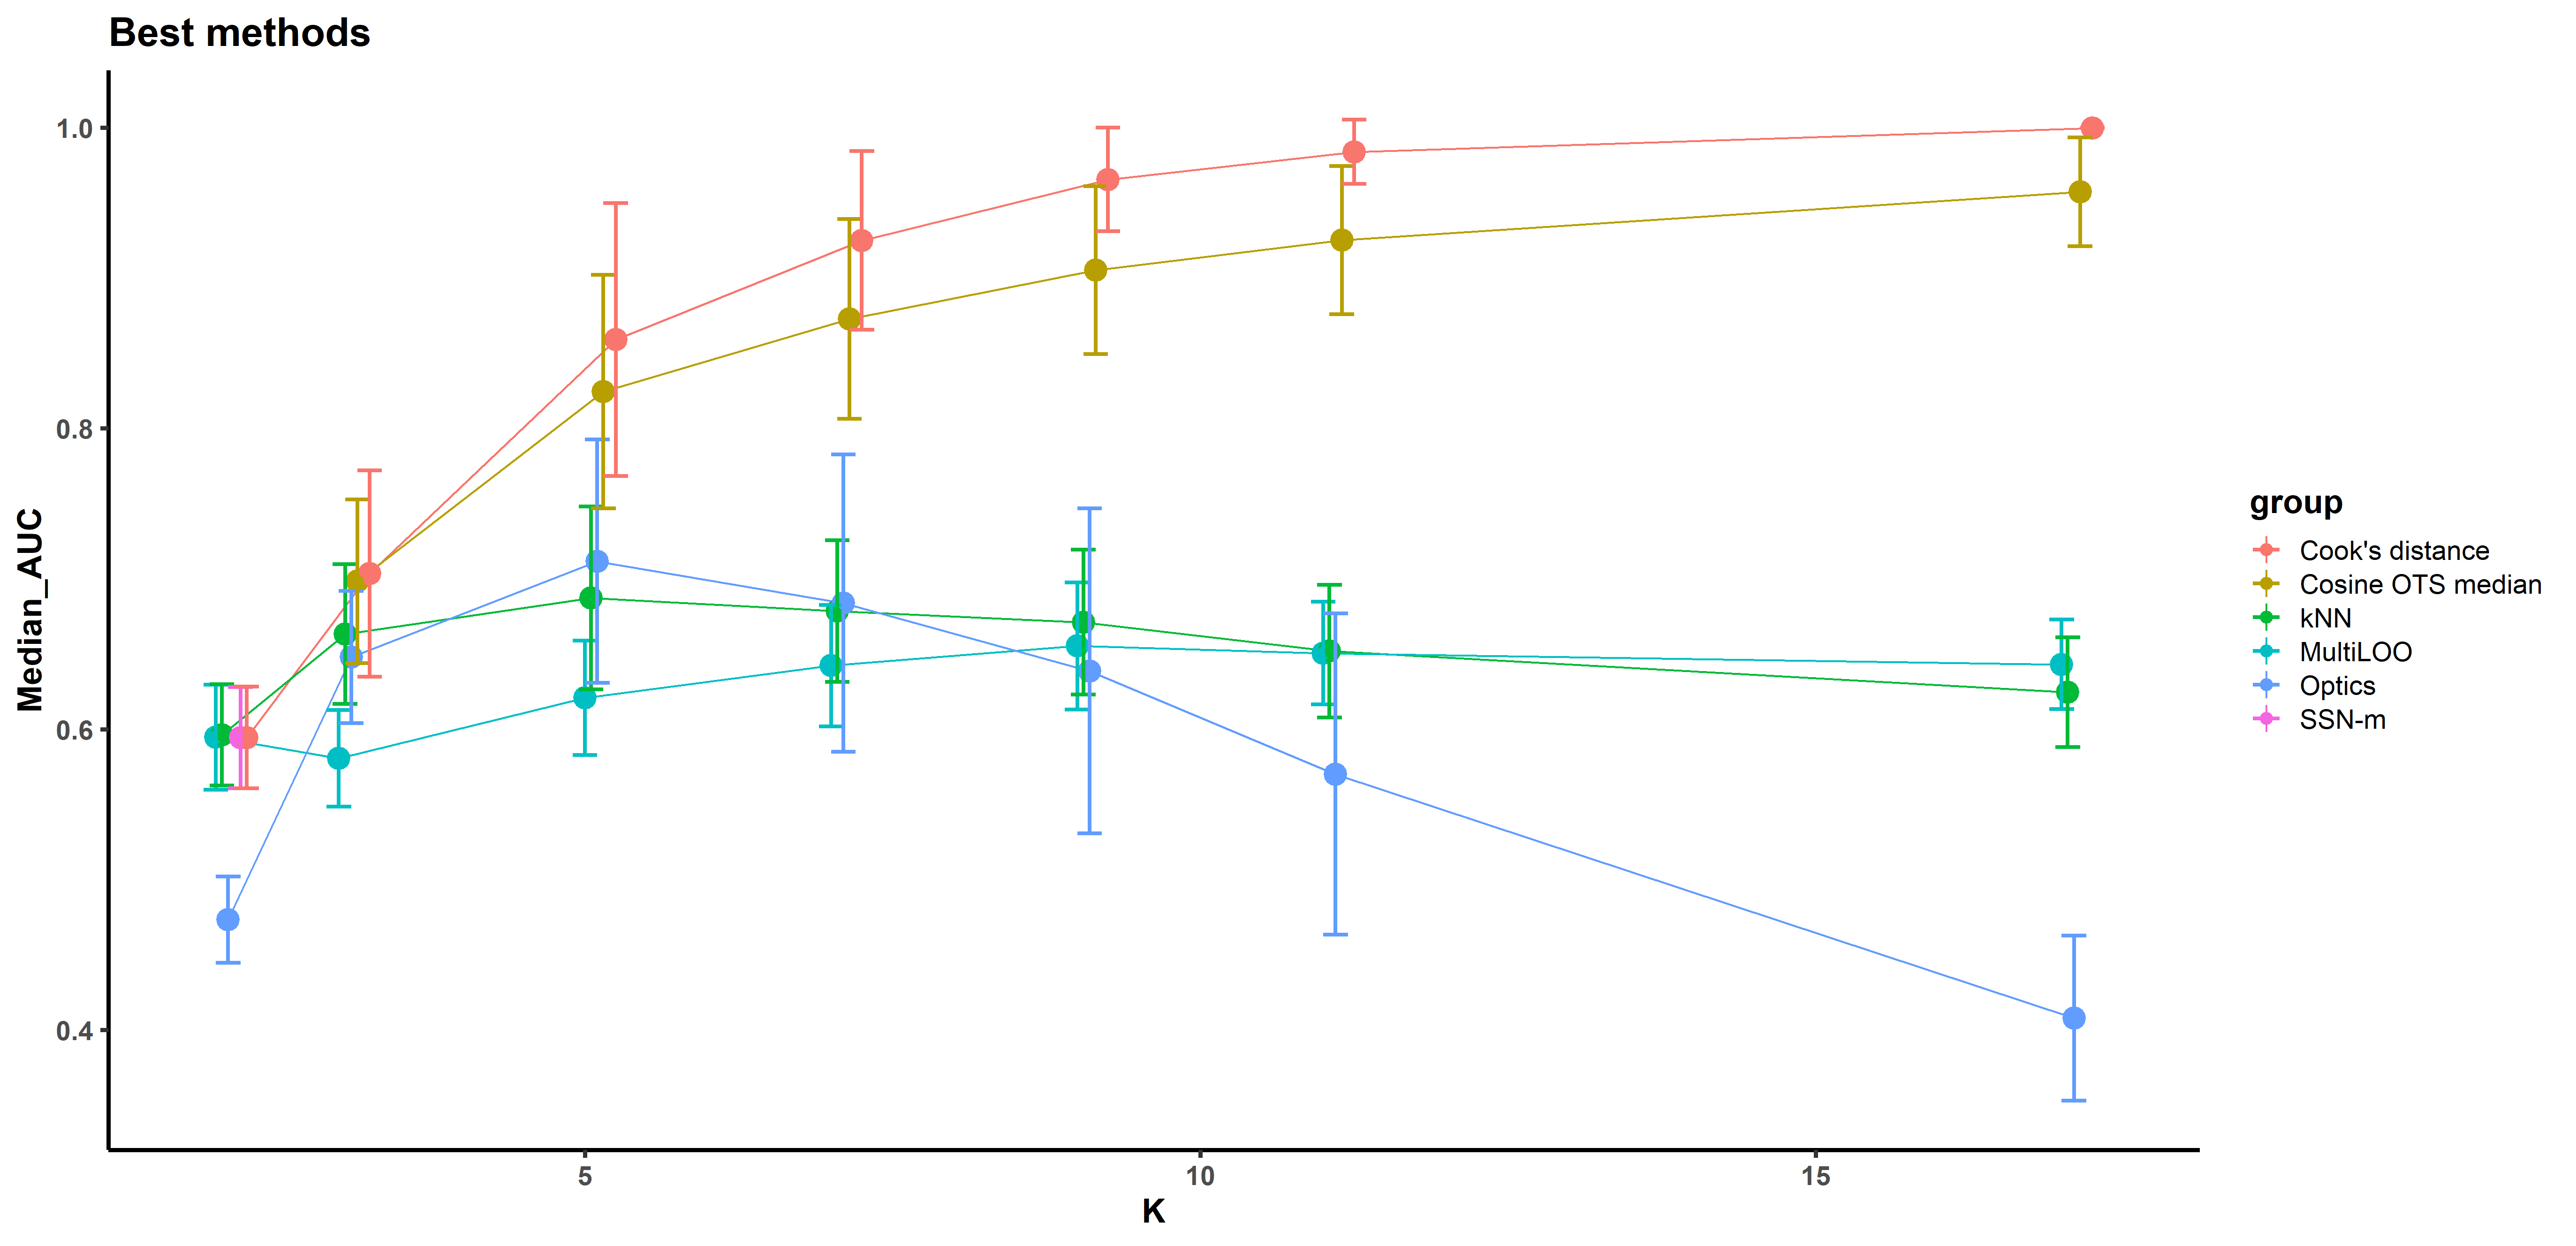 Best methods
1.0
0.8
0.6
0.4
Median_AUC
5
10
15
K
group
Cook's distance
Cosine OTS median
kNN
MultiLOO
Optics
SSN-m